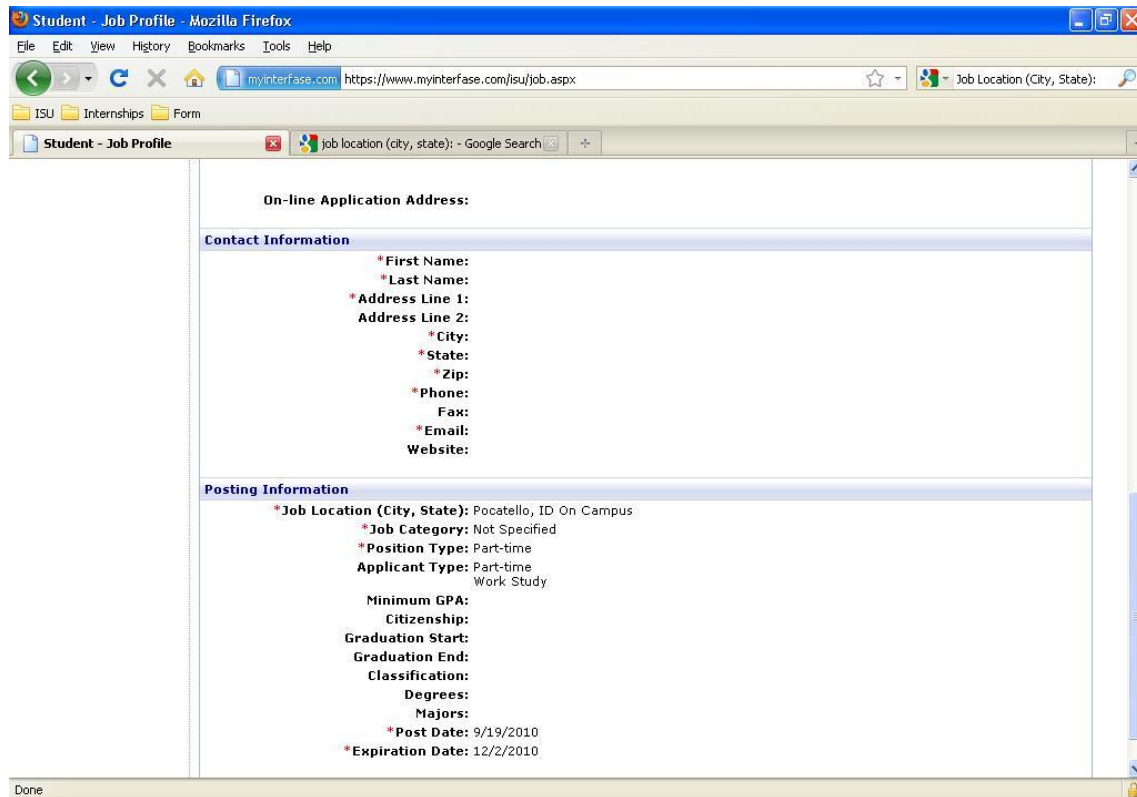 Student - Job Profile - Mozilla Firefox
File Edit View History Bookmarks Tools Help
myinterfase.com https://www.myinterfase.com/isu/job.aspx Job Location (City, State):
ISU Internships Form
Student - Job Profile job location (city, state): - Google Search
On-line Application Address:
Contact Information
*First Name:
*Last Name:
*Address Line 1:
Address Line 2:
*City:
*State:
*Zip:
*Phone:
Fax:
*Email:
Website:
Posting Information
*Job Location (City, State): Pocatello, ID On Campus
*Job Category: Not Specified
*Position Type: Part-time
Applicant Type: Part-time
Work Study
Minimum GPA:
Citizenship:
Graduation Start:
Graduation End:
Classification:
Degrees:
Majors:
*Post Date: 9/19/2010
*Expiration Date: 12/2/2010
Done